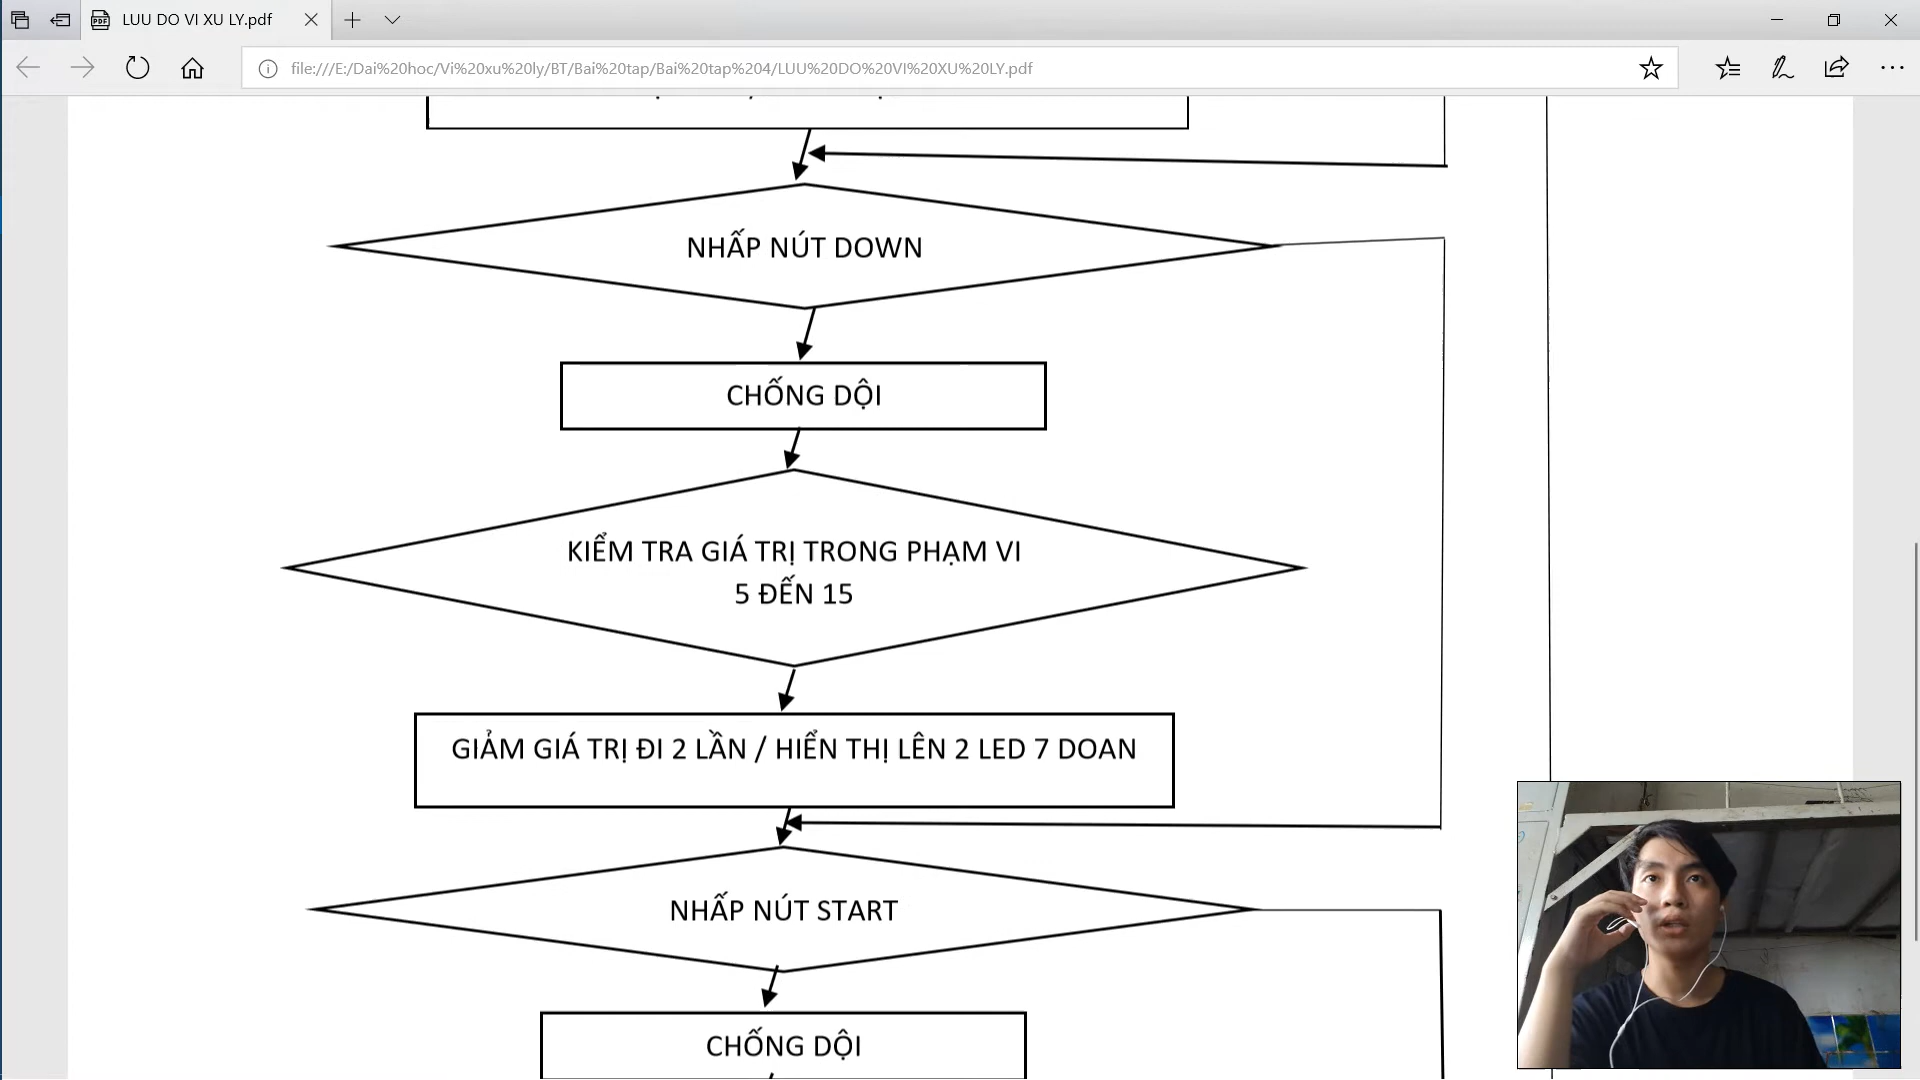 LUU DO VI XU LY.pdf
file:///E:/Dai%20hoc/Vi%20xu%20ly/BT/Bai%20tap/Bai%20tap%204/LUU%20DO%20VI%20XU%20LY.pdf
NHẤP NÚT DOWN
CHỐNG DỘI
KIỂM TRA GIÁ TRỊ TRONG PHẠM VI
5 ĐẾN 15
GIẢM GIÁ TRỊ ĐI 2 LẦN / HIỂN THỊ LÊN 2 LED 7 DOAN
NHẤP NÚT START
CHỐNG DỘI